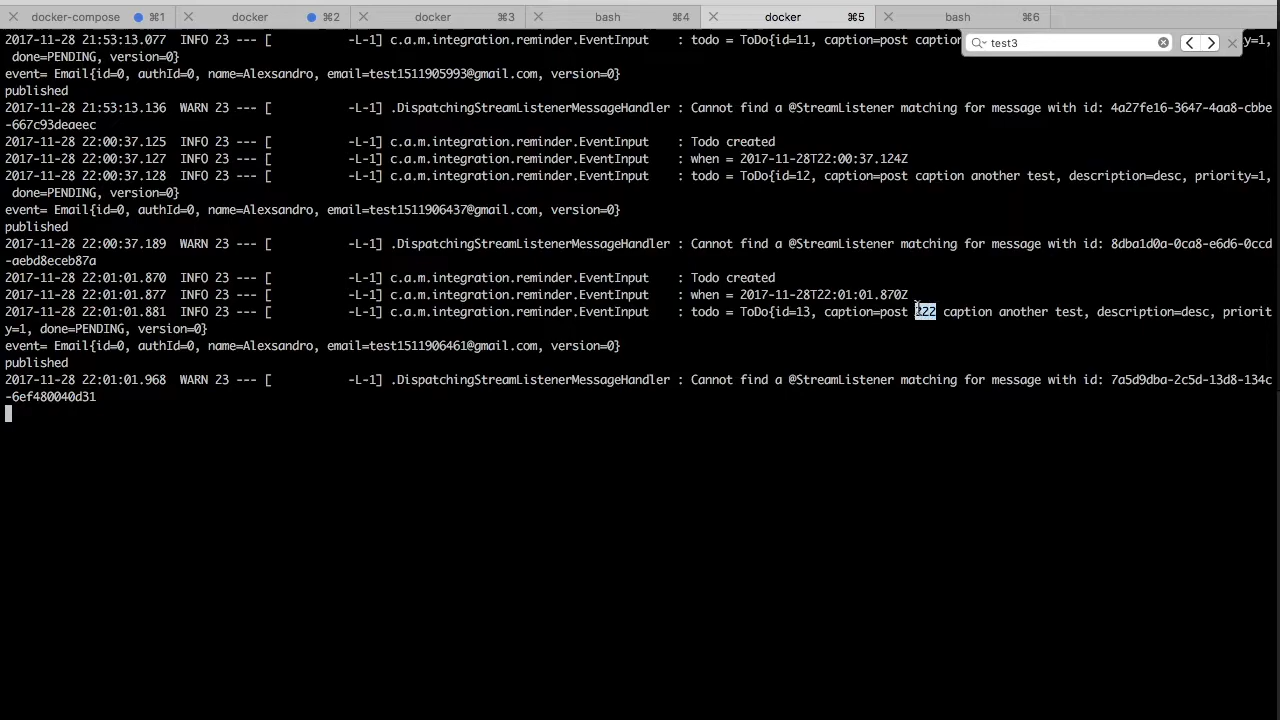 docker-compose ⌘1 docker ⌘2 docker ⌘3 bash ⌘4 docker ⌘5 bash ⌘6
test3
2017-11-28 21:53:13.077 INFO 23 --- [ -L-1] c.a.m.integration.reminder.EventInput : todo = ToDo{id=11, caption=post caption y=1,
done=PENDING, version=0}
event= Email{id=0, authId=0, name=Alexsandro, email=test1511905993@gmail.com, version=0}
published
2017-11-28 21:53:13.136 WARN 23 --- [ -L-1] .DispatchingStreamListenerMessageHandler : Cannot find a @StreamListener matching for message with id: 4a27fe16-3647-4aa8-cbbe
-667c93deaeec
2017-11-28 22:00:37.125 INFO 23 --- [ -L-1] c.a.m.integration.reminder.EventInput : Todo created
2017-11-28 22:00:37.127 INFO 23 --- [ -L-1] c.a.m.integration.reminder.EventInput : when = 2017-11-28T22:00:37.124Z
2017-11-28 22:00:37.128 INFO 23 --- [ -L-1] c.a.m.integration.reminder.EventInput : todo = ToDo{id=12, caption=post caption another test, description=desc, priority=1,
done=PENDING, version=0}
event= Email{id=0, authId=0, name=Alexsandro, email=test1511906437@gmail.com, version=0}
published
2017-11-28 22:00:37.189 WARN 23 --- [ -L-1] .DispatchingStreamListenerMessageHandler : Cannot find a @StreamListener matching for message with id: 8dba1d0a-0ca8-e6d6-0ccd
-aebd8eceb87a
2017-11-28 22:01:01.870 INFO 23 --- [ -L-1] c.a.m.integration.reminder.EventInput : Todo created
2017-11-28 22:01:01.877 INFO 23 --- [ -L-1] c.a.m.integration.reminder.EventInput : when = 2017-11-28T22:01:01.870Z
2017-11-28 22:01:01.881 INFO 23 --- [ -L-1] c.a.m.integration.reminder.EventInput : todo = ToDo{id=13, caption=post caption another test, description=desc, priorit
y=1, done=PENDING, version=0}
event= Email{id=0, authId=0, name=Alexsandro, email=test1511906461@gmail.com, version=0}
published
2017-11-28 22:01:01.968 WARN 23 --- [ -L-1] .DispatchingStreamListenerMessageHandler : Cannot find a @StreamListener matching for message with id: 7a5d9dba-2c5d-13d8-134c
-6ef480040d31